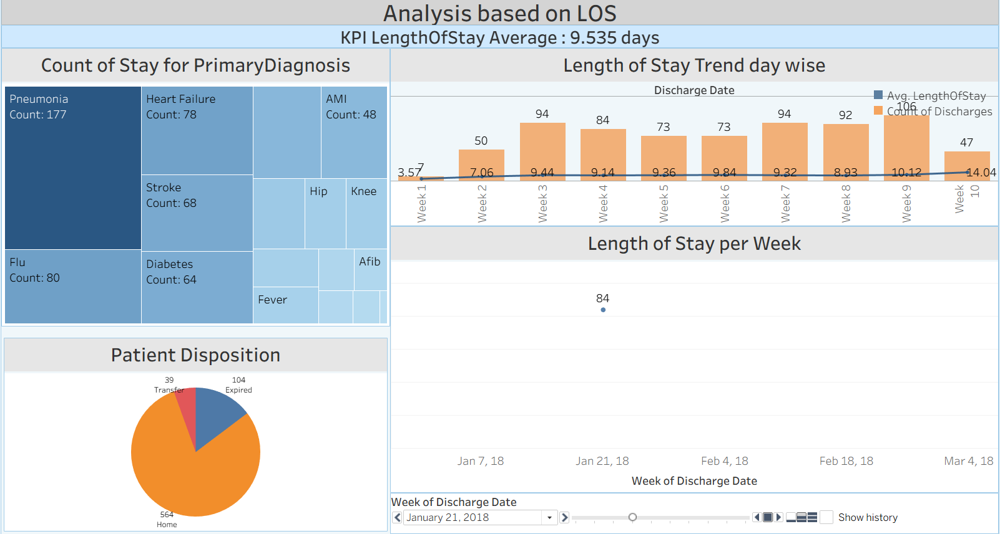 Analysis based on LOS
KPI LengthOfStay Average : 9.535 days
Count of Stay for PrimaryDiagnosis
Pneumonia
Count: 177
Heart Failure
Count: 78
AMI
Count: 48
Stroke
Count: 68
Hip
Knee
Flu
Count: 80
Diabetes
Count: 64
Afib
Fever
Patient Disposition
39
Transfer
104
Expired
564
Home
Length of Stay Trend day wise
Discharge Date
Avg. LengthOfStay
Count of Discharges
7
50
94
84
73
73
94
92
106
47
3.57
7.06
9.44
9.14
9.36
9.84
9.32
8.93
10.12
14.04
Week 1
Week 2
Week 3
Week 4
Week 5
Week 6
Week 7
Week 8
Week 9
Week
10
Length of Stay per Week
84
Jan 7, 18
Jan 21, 18
Feb 4, 18
Feb 18, 18
Mar 4, 18
Week of Discharge Date
Week of Discharge Date
January 21, 2018
Show history